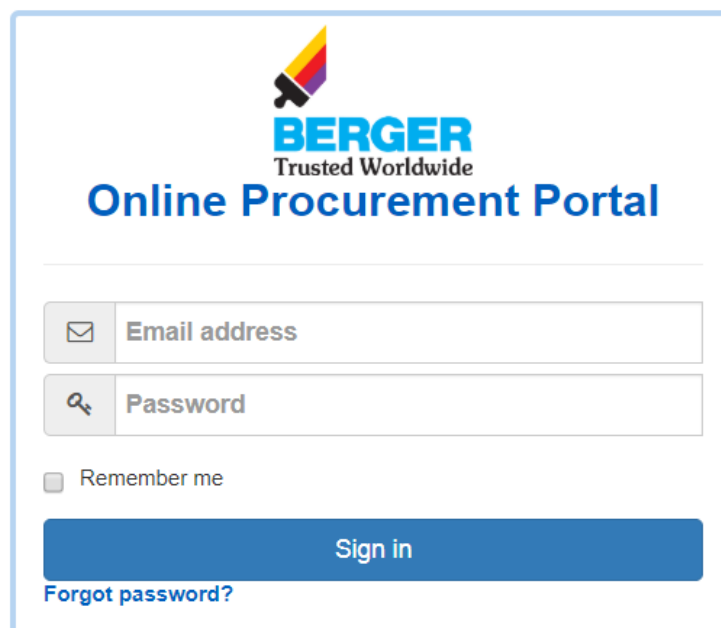 BERGER
Trusted Worldwide
Online Procurement Portal
Email address
Password
Remember me
Sign in
Forgot password?